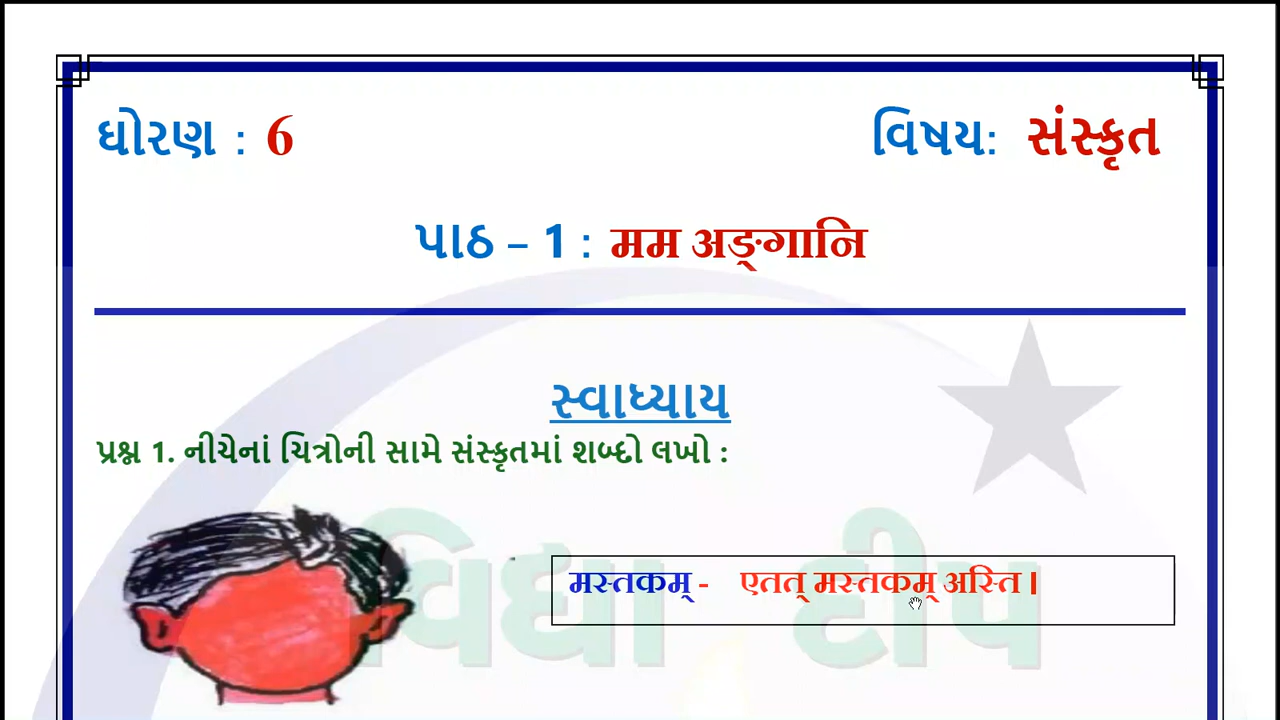 ધોરણ : 6 વિષય: સંસ્કૃત
પાઠ – 1 : मम अङ्गानि
સ્વાધ્યાય
પ્રશ્ન 1. નીચેનાં ચિત્રોની સામે સંસ્કૃતમાં શબ્દો લખો :
मस्तकम् - एतत् मस्तकम् अस्ति ।
વિદ્યા દીપ